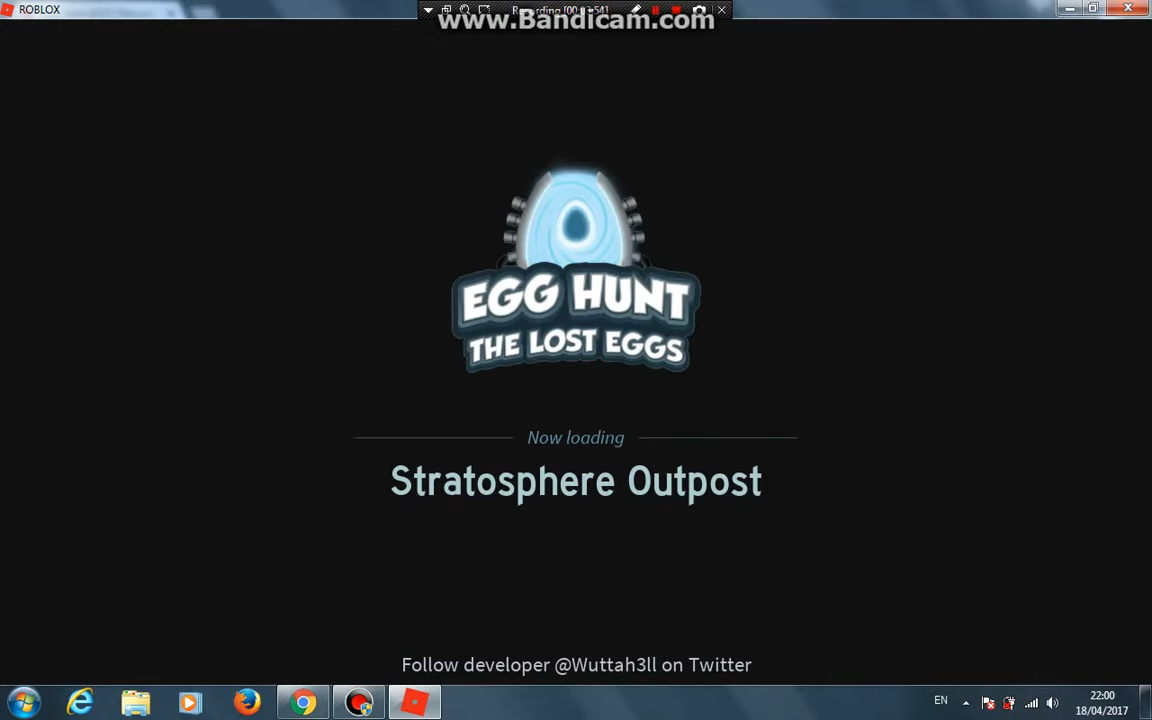 ROBLOX
www.Bandicam.com
EGG HUNT
THE LOST EGGS
Now loading
Stratosphere Outpost
Follow developer @Wuttah3ll on Twitter
EN
22:00
18/04/2017